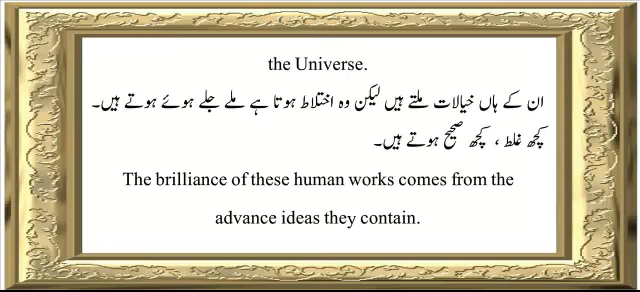 the Universe.
ان کے ہاں خیالات ملتے ہیں لیکن وہ اختلاط ہوتا ہے ملے جلے ہوئے ہوتے ہیں۔
کچھ غلط ، کچھ صحیح ہوتے ہیں۔
The brilliance of these human works comes from the
advance ideas they contain.